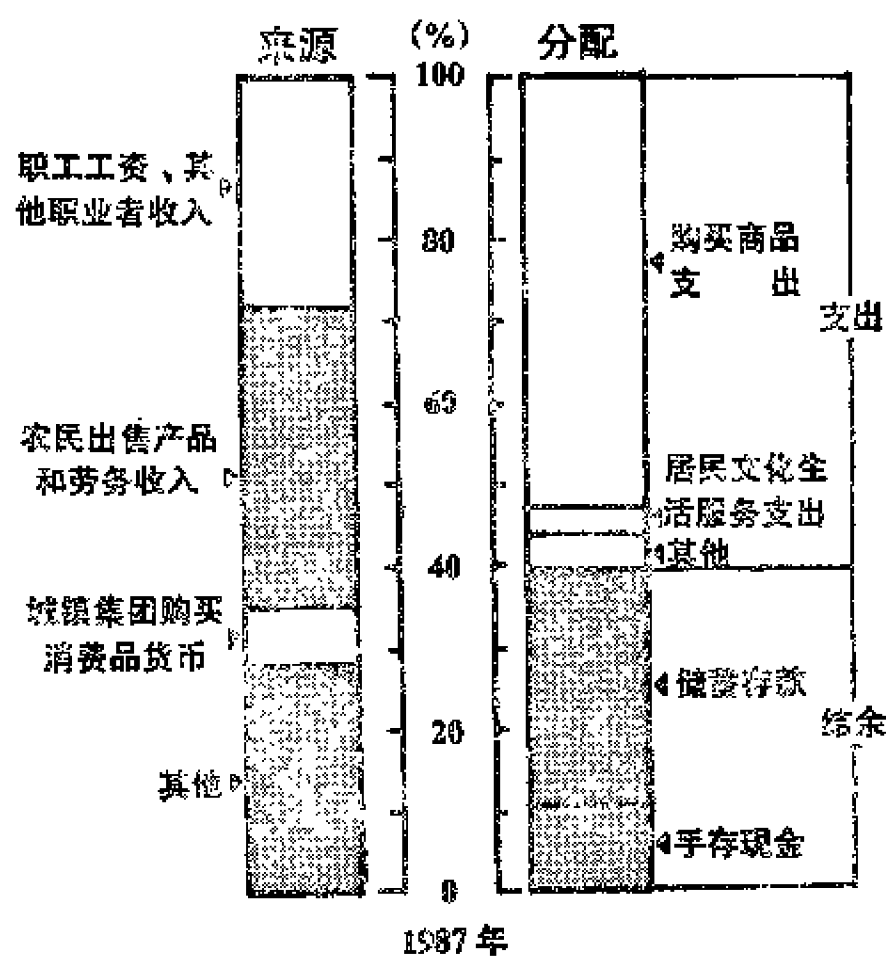 来源
(%)
分配
100
80
60
40
20
0
职工工资、其
他职业者收入
农民出售产品
和劳务收入
城镇集团购买
消费品货币
其他
购买商品
支出
居民文化生
活服务支出
其他
储蓄存款
手存现金
支出
结余
1987年